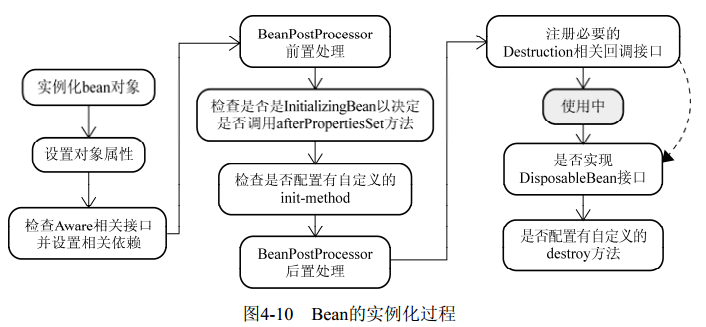 实例化bean对象
设置对象属性
检查Aware相关接口
并设置相关依赖
BeanPostProcessor
前置处理
检查是否是InitializingBean以决定
是否调用afterPropertiesSet方法
检查是否配置有自定义的
init-method
BeanPostProcessor
后置处理
注册必要的
Destruction相关回调接口
使用中
是否实现
DisposableBean接口
是否配置有自定义的
destroy方法
图4-10 Bean的实例化过程